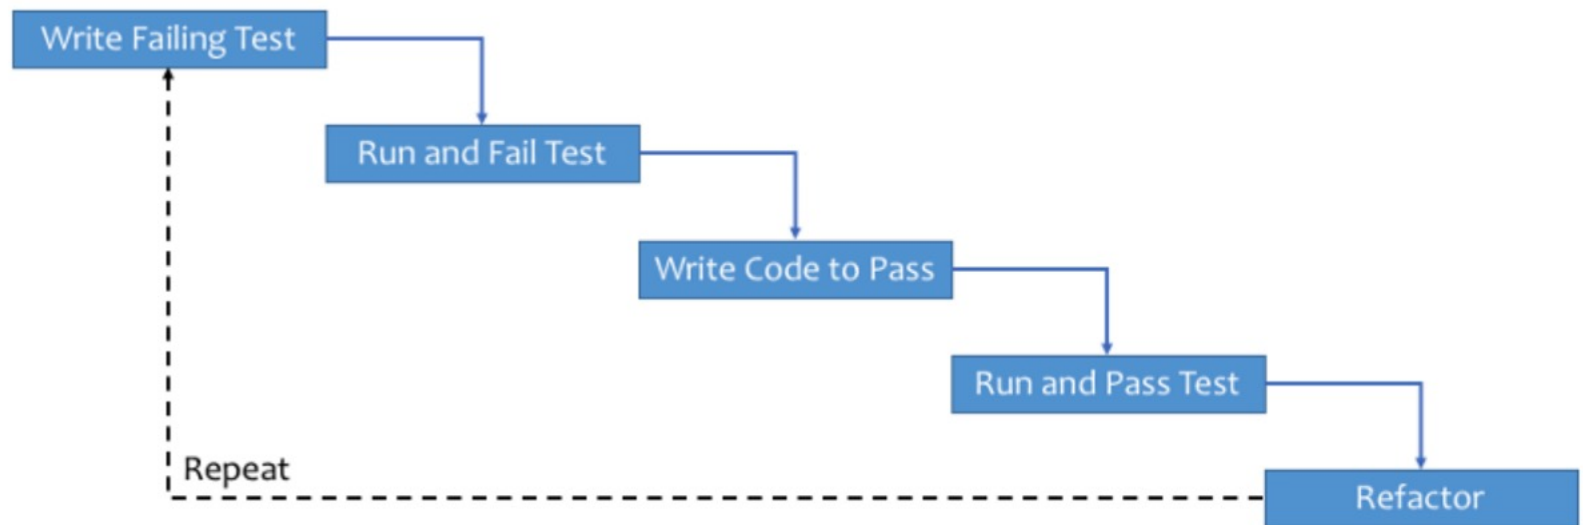 Write Failing Test
Run and Fail Test
Write Code to Pass
Run and Pass Test
Repeat
Refactor